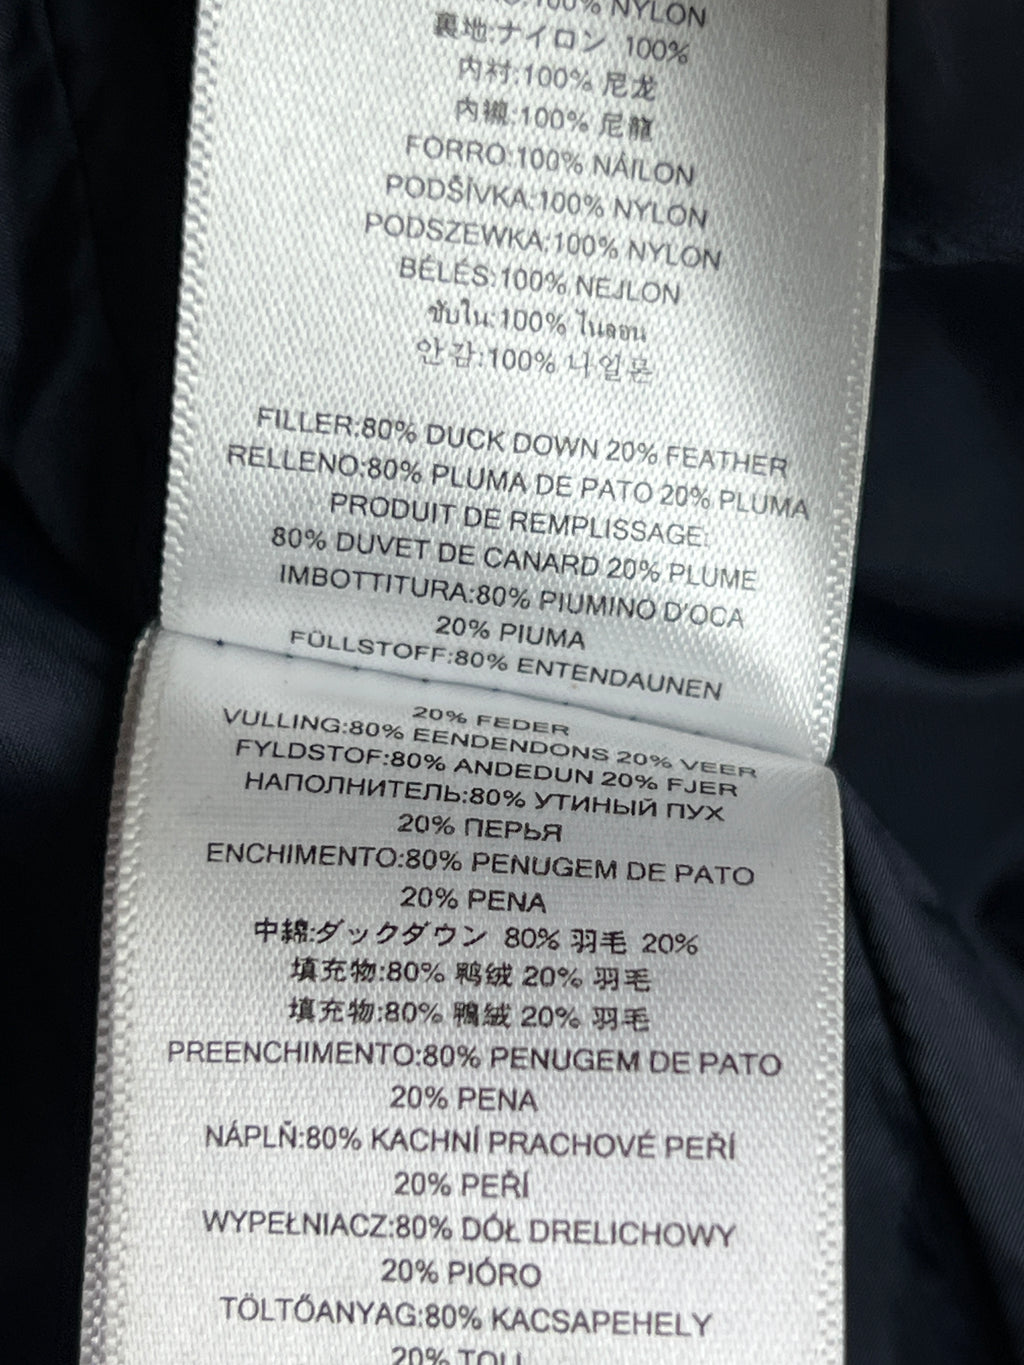 100% NYLON
裏地:ナイロン 100%
内村:100% 尼龙
内襯:100% 尼龍
FORRO:100% NÁILON
PODŠÍVKA:100% NYLON
PODSZEWKA:100% NYLON
BÉLÉS:100% NEJLON
ซับใน:100% ไนลอน
안감:100% 나일론
FILLER:80% DUCK DOWN 20% FEATHER
RELLENO:80% PLUMA DE PATO 20% PLUMA
PRODUIT DE REMPLISSAGE:
80% DUVET DE CANARD 20% PLUME
IMBOTTITURA:80% PIUMINO D'OCA
20% PIUMA
FÜLLSTOFF:80% ENTENDAUNEN
20% FEDER
VULLING:80% EENDENDONS 20% VEER
FYLDSTOF:80% ANDEDUN 20% FJER
НАПОЛНИТЕЛЬ:80% УТИНЫЙ ПУХ
20% ПЕРЬЯ
ENCHIMENTO:80% PENUGEM DE PATO
20% PENA
中綿:ダックダウン 80% 羽毛 20%
填充物:80% 鸭绒 20% 羽毛
填充物:80% 鴨絨 20% 羽毛
PREENCHIMENTO:80% PENUGEM DE PATO
20% PENA
NÁPLŇ:80% KACHNÍ PRACHOVÉ PEŘÍ
20% PEŘÍ
WYPEŁNIACZ:80% DÓŁ DRELICHOWY
20% PIÓRO
TÖLTŐANYAG:80% KACSAPEHELY
20% TOLL